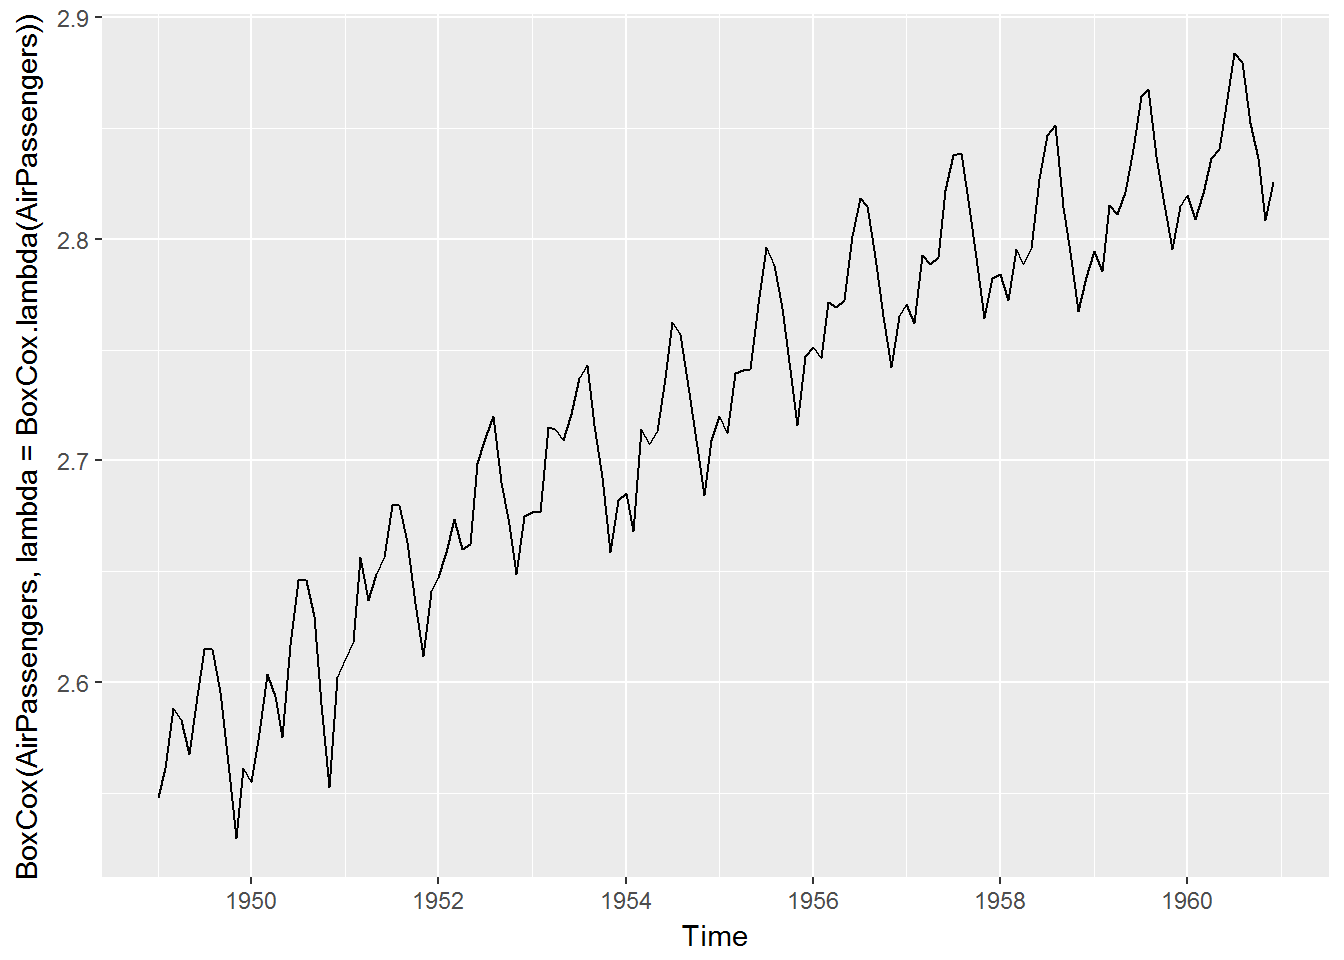 BoxCox(AirPassengers, lambda = BoxCox.lambda(AirPassengers))
2.9
2.8
2.7
2.6
1950 1952 1954 1956 1958 1960
Time